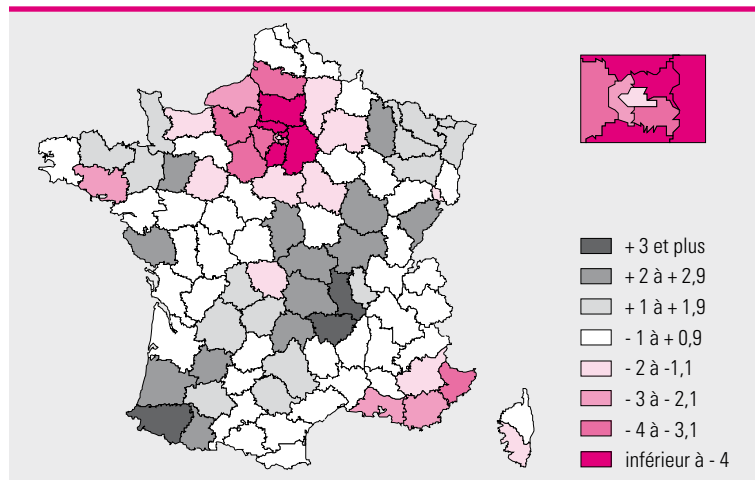 + 3 et plus
+ 2 à + 2,9
+ 1 à + 1,9
- 1 à + 0,9
- 2 à -1,1
- 3 à - 2,1
- 4 à - 3,1
inférieur à - 4